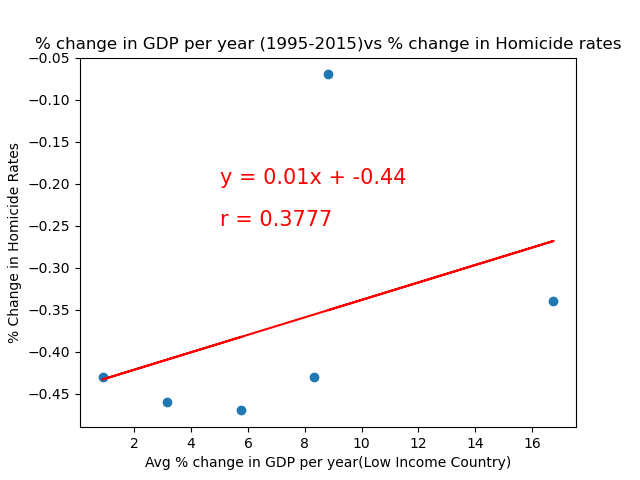 % change in GDP per year (1995-2015)vs % change in Homicide rates
−0.05
−0.10
−0.15
−0.20
−0.25
−0.30
−0.35
−0.40
−0.45
% Change in Homicide Rates
y = 0.01x + -0.44
r = 0.3777
2 4 6 8 10 12 14 16
Avg % change in GDP per year(Low Income Country)